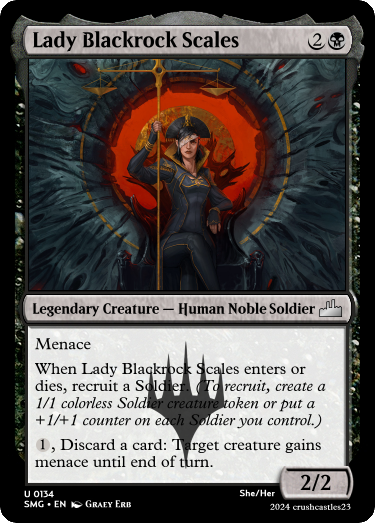 Lady Blackrock Scales 2
Legendary Creature — Human Noble Soldier
Menace
When Lady Blackrock Scales enters or
dies, recruit a Soldier. (To recruit, create a
1/1 colorless Soldier creature token or put a
+1/+1 counter on each Soldier you control.)
1 , Discard a card: Target creature gains
menace until end of turn.
2/2
U 0134
She/Her
SMG • EN Graey Erb
2024 crushcastles23